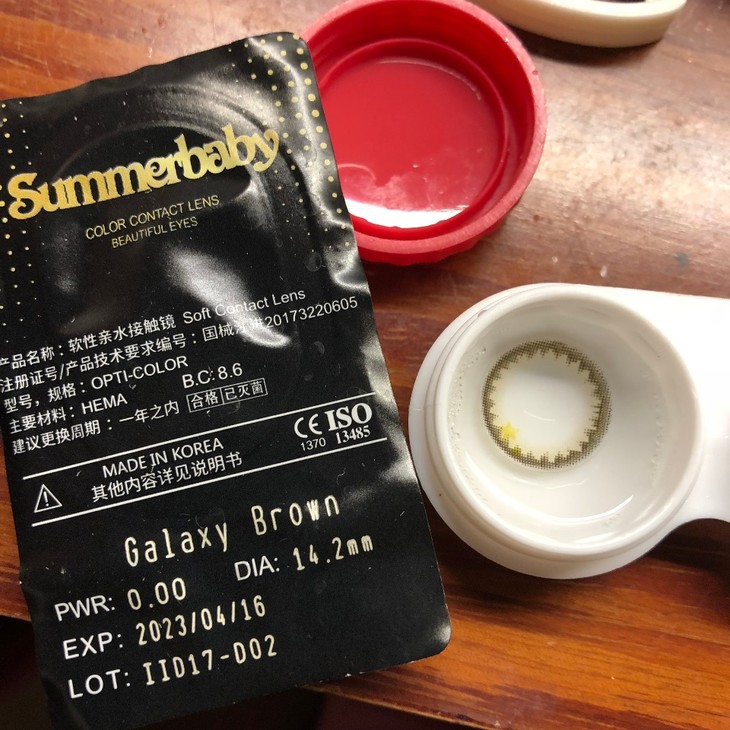 Summerbaby
COLOR CONTACT LENS
BEAUTIFUL EYES
产品名称：软性亲水接触镜 Soft Contact Lens
注册证号/产品技术要求编号：国械注进20173220605
型号，规格：OPTI-COLOR
主要材料：HEMA B.C: 8.6
建议更换周期：一年之内 合格 已灭菌
CE 1370 ISO 13485
MADE IN KOREA
其他内容详见说明书
Galaxy Brown
PWR: 0.00 DIA: 14.2mm
EXP: 2023/04/16
LOT: IID17-D02